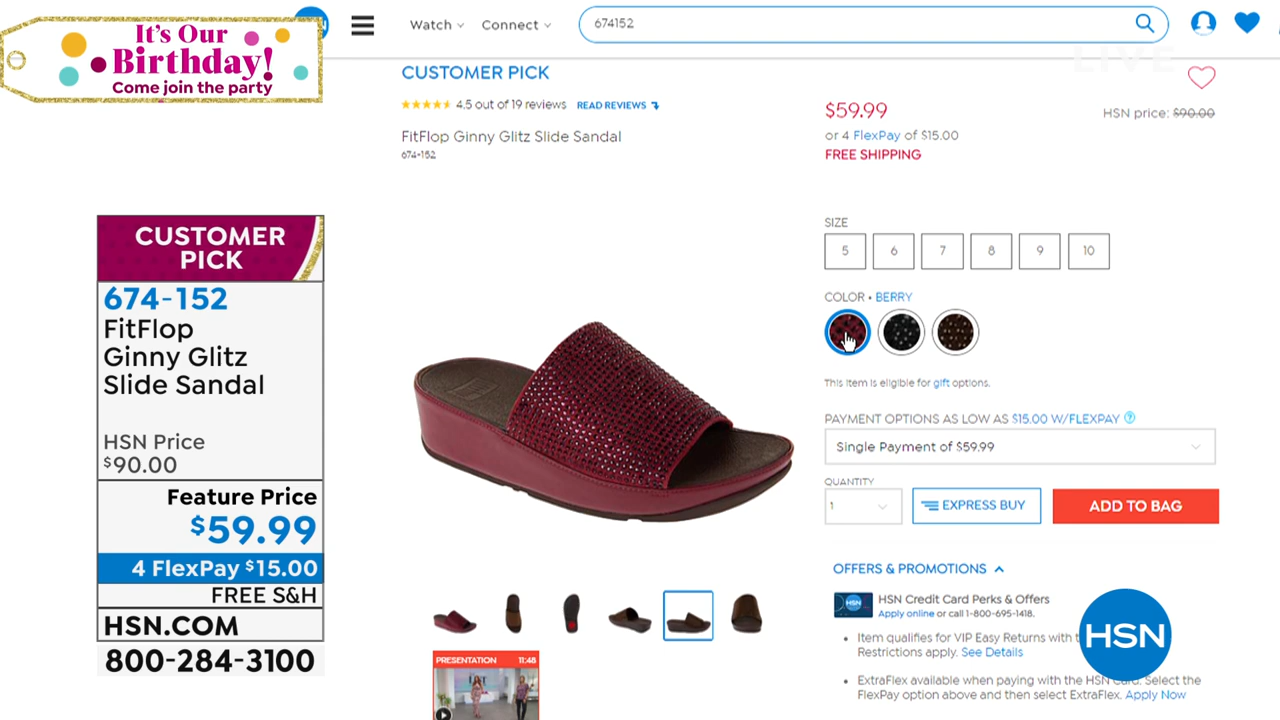 It's Our
Birthday!
Come join the party
Watch
Connect
674152
LIVE
CUSTOMER PICK
4.5 out of 19 reviews
READ REVIEWS
FitFlop Ginny Glitz Slide Sandal
674-152
$59.99
HSN price: $90.00
or 4 FlexPay of $15.00
FREE SHIPPING
SIZE
5 6 7 8 9 10
COLOR • BERRY
This item is eligible for gift options.
PAYMENT OPTIONS AS LOW AS $15.00 W/FLEXPAY ?
Single Payment of $59.99
QUANTITY
1
EXPRESS BUY
ADD TO BAG
OFFERS & PROMOTIONS
HSN
HSN Credit Card Perks & Offers
Apply online or call 1-800-695-1418.
• Item qualifies for VIP Easy Returns with
Restrictions apply. See Details
• ExtraFlex available when paying with the HSN Card. Select the
FlexPay option above and then select ExtraFlex. Apply Now
HSN
PRESENTATION 11:46
CUSTOMER
PICK
674-152
FitFlop
Ginny Glitz
Slide Sandal
HSN Price
$90.00
Feature Price
$59.99
4 FlexPay $15.00
FREE S&H
HSN.COM
800-284-3100